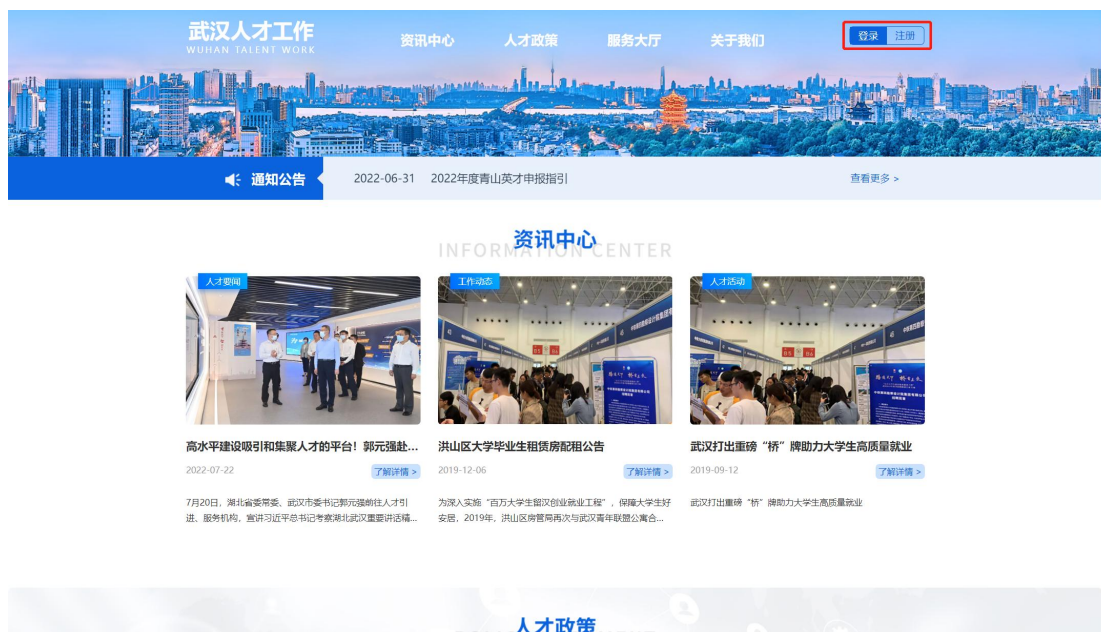 武汉人才工作
WUHAN TALENT WORK
资讯中心 人才政策 服务大厅 关于我们 登录 注册
通知公告 2022-06-31 2022年度青山英才申报指引 查看更多 >
资讯中心
INFORMATION CENTER
人才要闻 工作动态 人才活动
高水平建设吸引和集聚人才的平台！郭元强赴... 洪山区大学毕业生租赁房配租公告 武汉打出重磅“桥”牌助力大学生高质量就业
2022-07-22 了解详情 > 2019-12-06 了解详情 > 2019-09-12 了解详情 >
7月20日，湖北省委常委、武汉市委书记郭元强前往人才引 为深入实施“百万大学生留汉创业就业工程”，保障大学生好 武汉打出重磅“桥”牌助力大学生高质量就业
进、服务机构，宣讲习近平总书记考察湖北武汉重要讲话精... 安居，2019年，洪山区房管局再次与武汉青年联盟公寓合...
人才政策